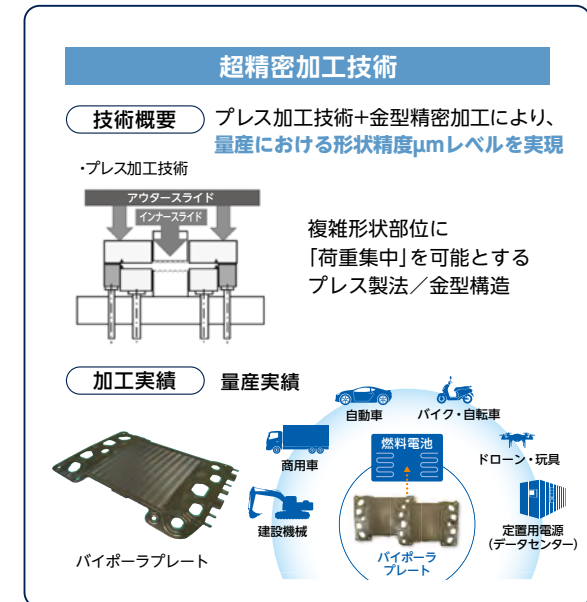 超精密加工技術
技術概要
プレス加工技術+金型精密加工により、
量産における形状精度μmレベルを実現
・プレス加工技術
アウタースライド
インナースライド
複雑形状部位に
「荷重集中」を可能とする
プレス製法／金型構造
加工実績
量産実績
自動車
バイク・自転車
商用車
燃料電池
ドローン・玩具
建設機械
定置用電源
(データセンター)
バイポーラ
プレート
バイポーラプレート